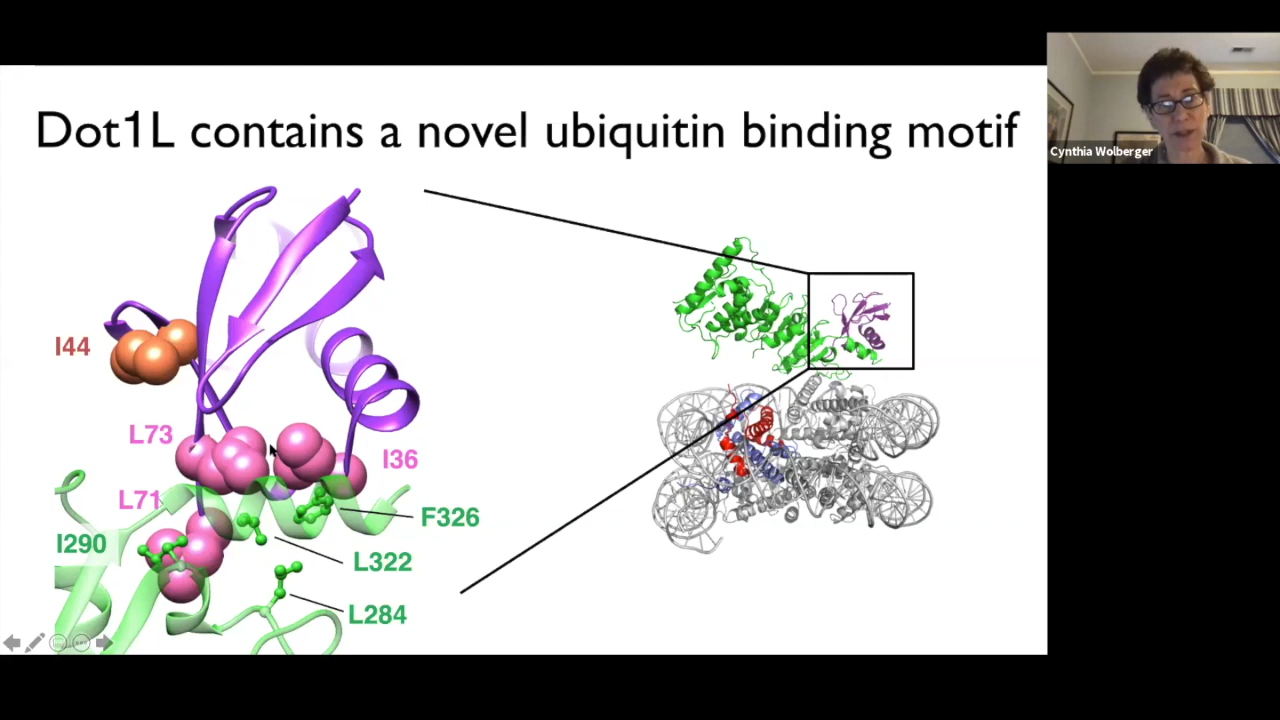 Dot1L contains a novel ubiquitin binding motif
Cynthia Wolberger
I44
L73
I36
L71
F326
I290
L322
L284